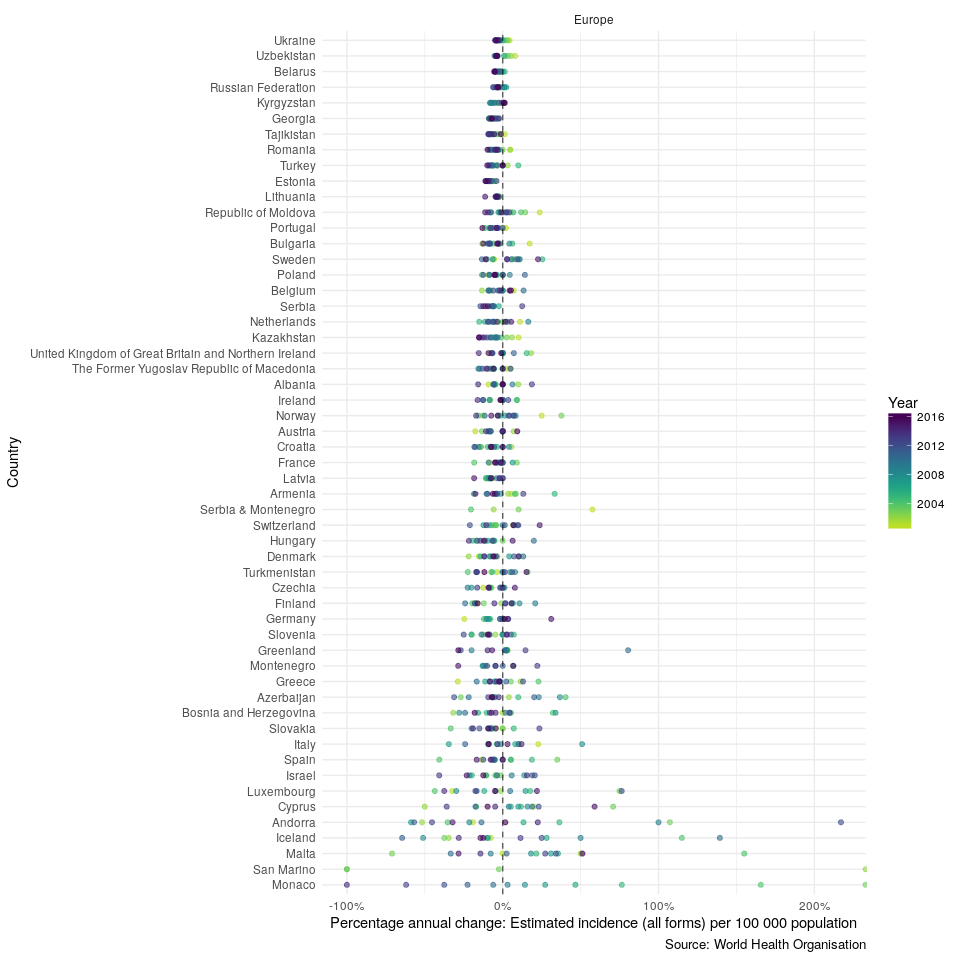 Europe
Ukraine
Uzbekistan
Belarus
Russian Federation
Kyrgyzstan
Georgia
Tajikistan
Romania
Turkey
Estonia
Lithuania
Republic of Moldova
Portugal
Bulgaria
Sweden
Poland
Belgium
Serbia
Netherlands
Kazakhstan
United Kingdom of Great Britain and Northern Ireland
The Former Yugoslav Republic of Macedonia
Albania
Ireland
Norway
Austria
Croatia
France
Latvia
Armenia
Serbia & Montenegro
Switzerland
Hungary
Denmark
Turkmenistan
Czechia
Finland
Germany
Slovenia
Greenland
Montenegro
Greece
Azerbaijan
Bosnia and Herzegovina
Slovakia
Italy
Spain
Israel
Luxembourg
Cyprus
Andorra
Iceland
Malta
San Marino
Monaco
Country
-100% 0% 100% 200%
Percentage annual change: Estimated incidence (all forms) per 100 000 population
Source: World Health Organisation
Year
2016
2012
2008
2004